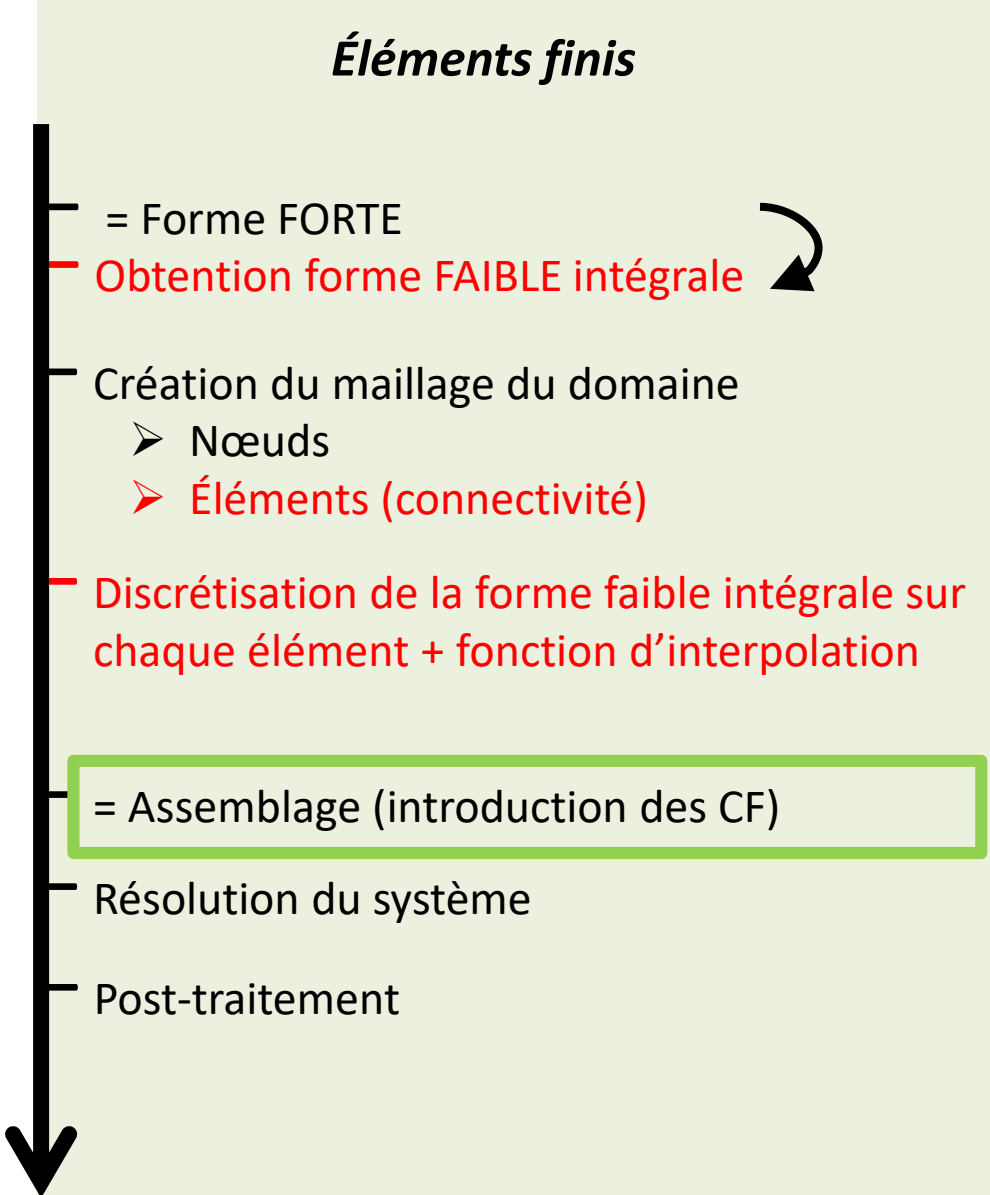 Éléments finis
= Forme FORTE
Obtention forme FAIBLE intégrale
Création du maillage du domaine
➢ Nœuds
➢ Éléments (connectivité)
Discrétisation de la forme faible intégrale sur
chaque élément + fonction d’interpolation
= Assemblage (introduction des CF)
Résolution du système
Post-traitement